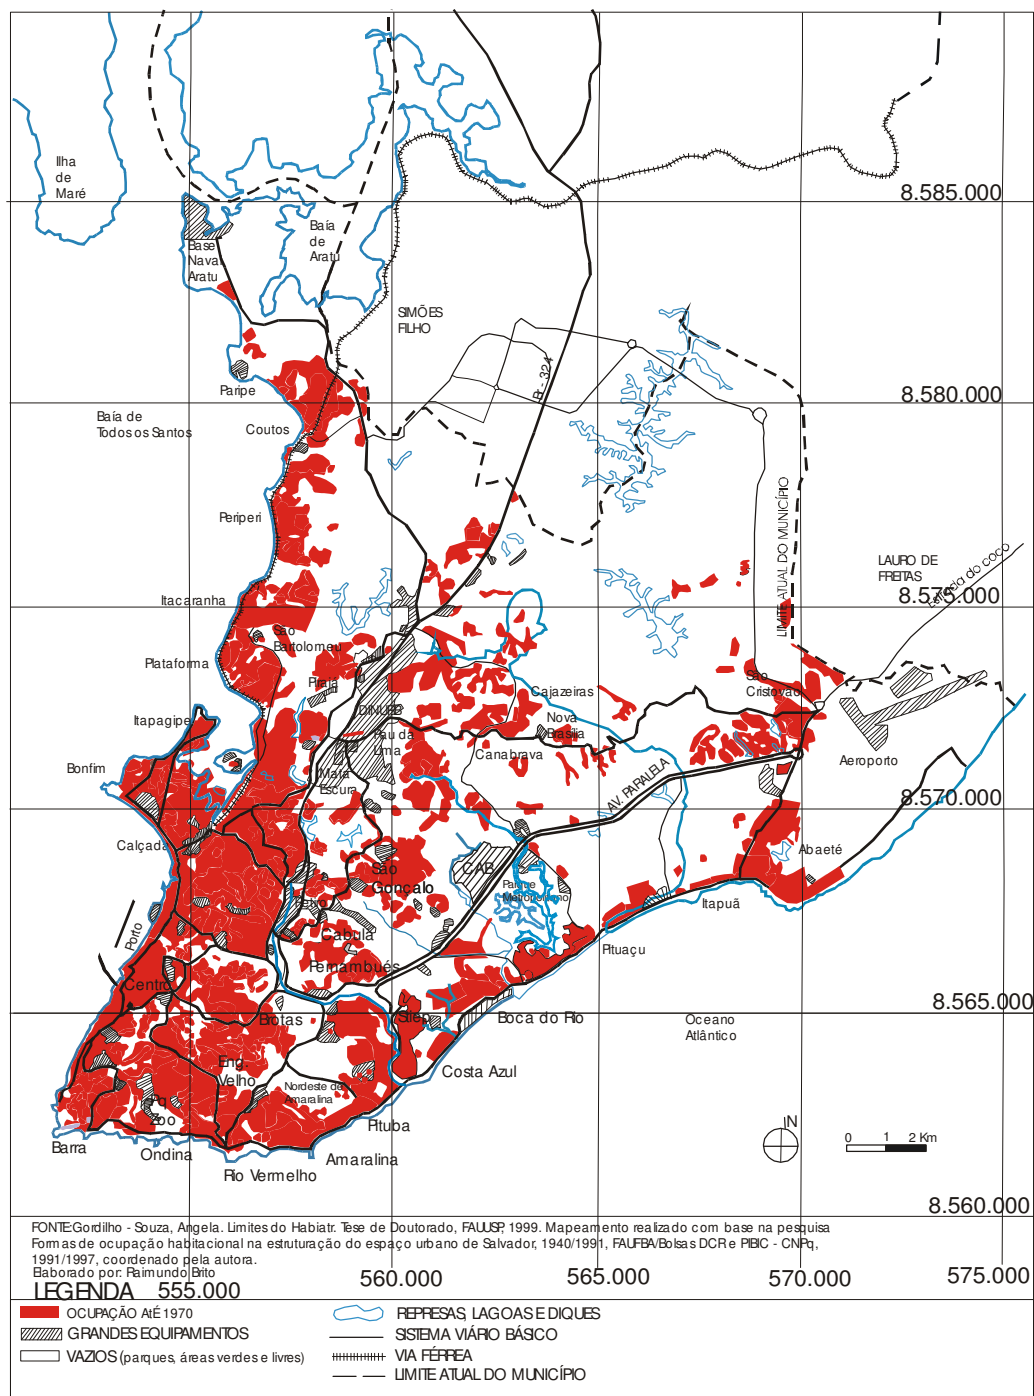 Ilha
de
Maré
8.585.000
Base
Naval
Aratu
Baía
de
Aratu
SIMÕES
FILHO
Br - 324
Paripe
8.580.000
Baía de
Todos os Santos
Coutos
Periperi
LIMITE ATUAL DO MUNICÍPIO
LAURO DE
FREITAS
Estrada do coco
8.575.000
Itacaranha
São
Bartolomeu
Plataforma
Pirajá
São
Cristovão
Cajazeiras
Itapagipe
DINURB
Nova
Brasília
Pau da
Lima
Canabrava
Bonfim
Mata
Escura
AV. PARALELA
Aeroporto
8.570.000
Calçada
Abaeté
São
Gonçalo
CAB
Parque
Metropolitano
Retiro
Itapuã
Porto
Cabula
Pituaçu
Pernambués
Centro
8.565.000
Brotas
Stiep
Boca do Rio
Oceano
Atlântico
Eng.
Velho
Costa Azul
Nordeste de
Amaralina
Pq.
Zoo
Pituba
N
0 1 2 Km
Barra
Ondina
Amaralina
Rio Vermelho
8.560.000
FONTE:Gordilho - Souza, Angela. Limites do Habiatr. Tese de Doutorado, FAUUSP, 1999. Mapeamento realizado com base na pesquisa
Formas de ocupação habitacional na estruturação do espaço urbano de Salvador, 1940/1991, FAUFBA/Bolsas DCR e PIBIC - CNPq,
1991/1997, coordenado pela autora.
Elaborado por: Raimundo Brito
LEGENDA
555.000
560.000
565.000
570.000
575.000
OCUPAÇÃO AtÉ 1970
GRANDES EQUIPAMENTOS
VAZIOS (parques, áreas verdes e livres)
REPRESAS, LAGOAS E DIQUES
SISTEMA VIÁRIO BÁSICO
VIA FÉRREA
LIMITE ATUAL DO MUNICÍPIO